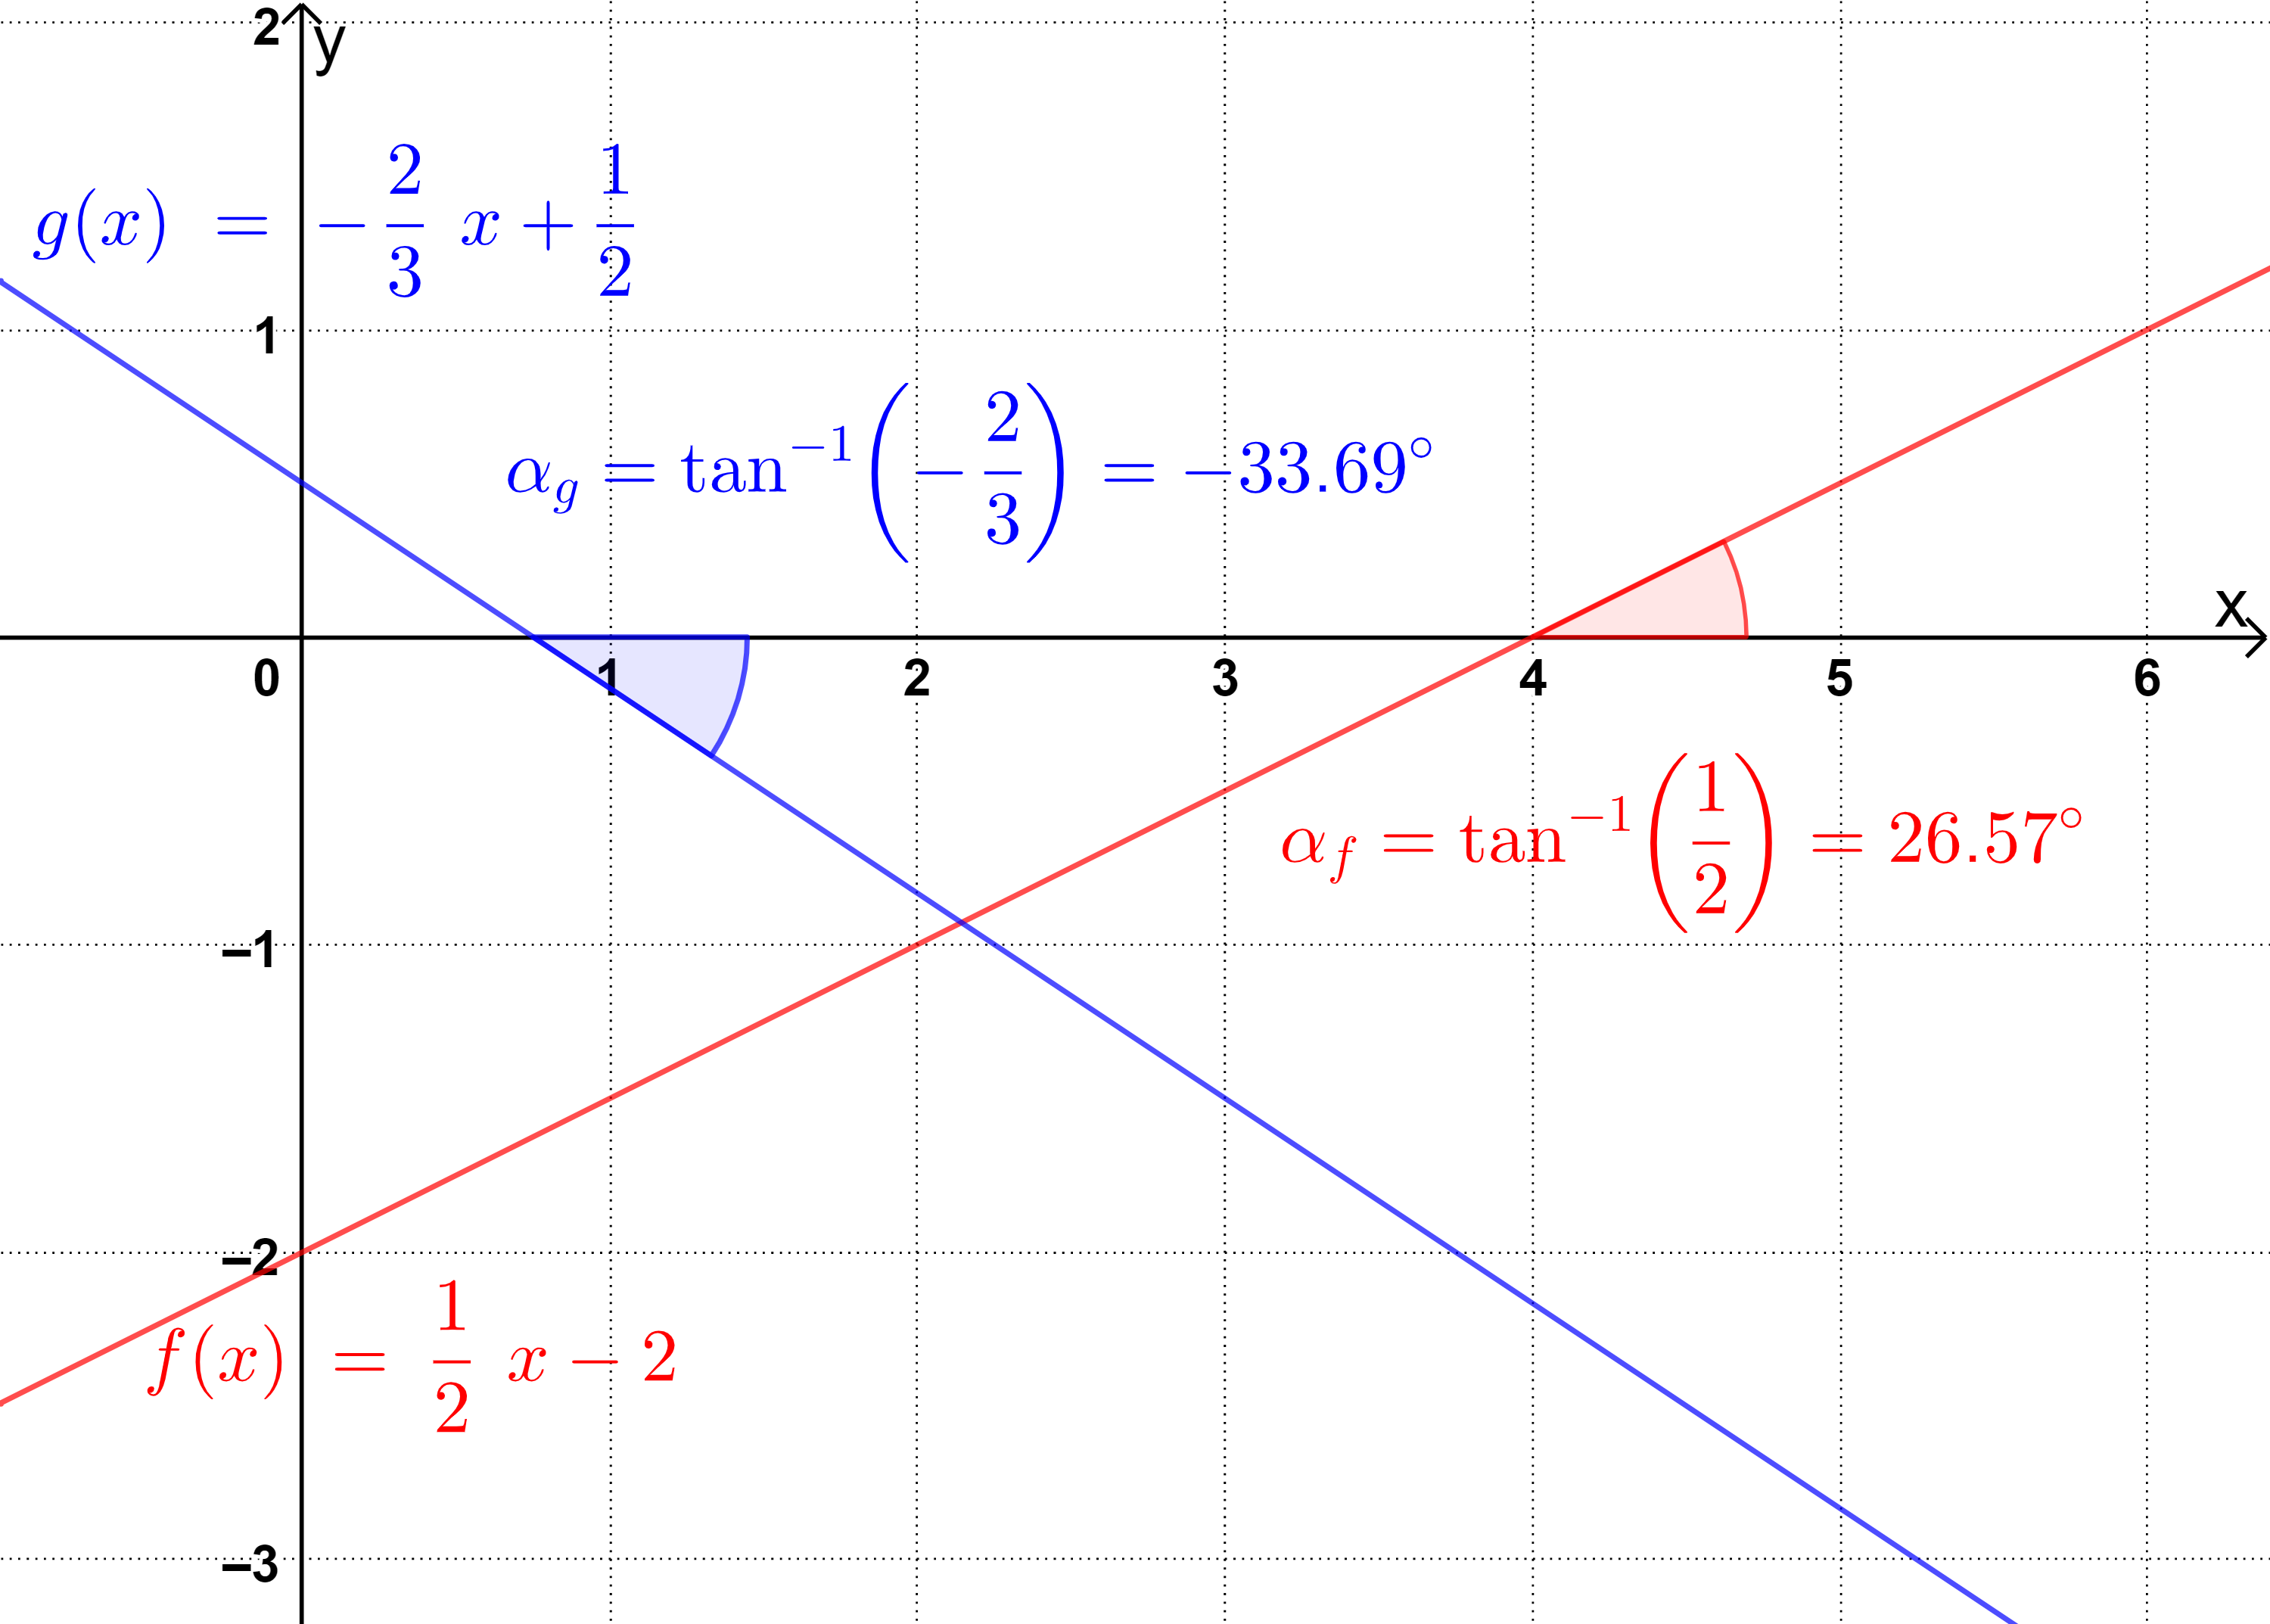 2
y
g(x) = −2/3 x + 1/2
1
α_g = tan⁻¹(−2/3) = −33.69°
x
0 1 2 3 4 5 6
α_f = tan⁻¹(1/2) = 26.57°
−1
−2
f(x) = 1/2 x − 2
−3